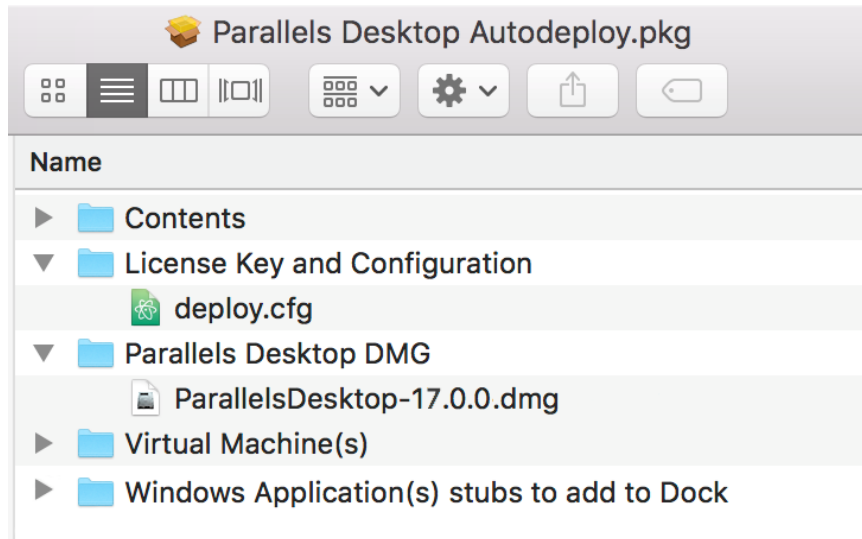 Parallels Desktop Autodeploy.pkg
Name
Contents
License Key and Configuration
deploy.cfg
Parallels Desktop DMG
ParallelsDesktop-17.0.0.dmg
Virtual Machine(s)
Windows Application(s) stubs to add to Dock